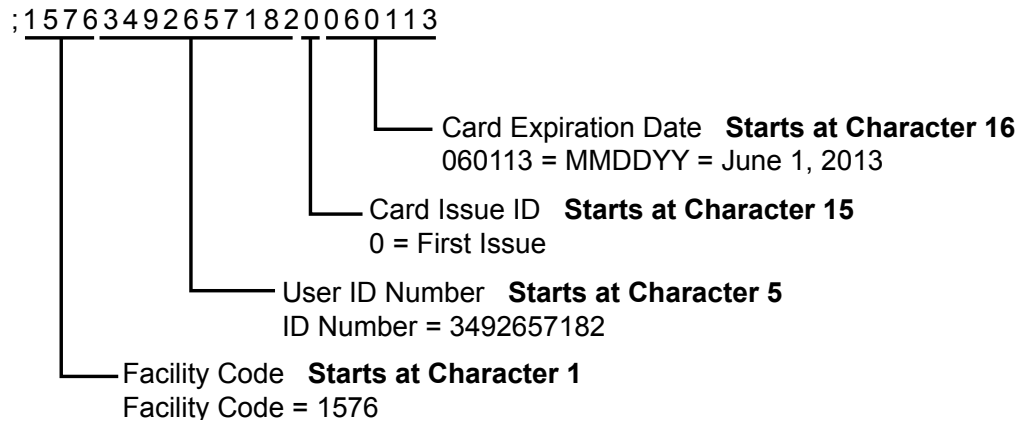 ;157634926571820060113
Card Expiration Date Starts at Character 16
060113 = MMDDYY = June 1, 2013
Card Issue ID Starts at Character 15
0 = First Issue
User ID Number Starts at Character 5
ID Number = 3492657182
Facility Code Starts at Character 1
Facility Code = 1576